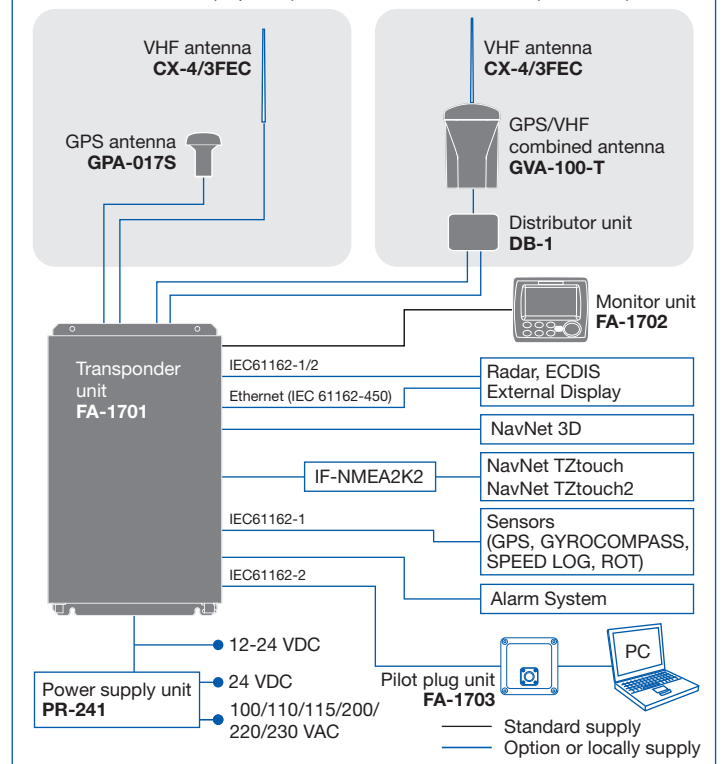 VHF antenna
CX-4/3FEC
GPS antenna
GPA-017S
VHF antenna
CX-4/3FEC
GPS/VHF
combined antenna
GVA-100-T
Distributor unit
DB-1
Monitor unit
FA-1702
Transponder
unit
FA-1701
IEC61162-1/2
Ethernet (IEC 61162-450)
Radar, ECDIS
External Display
NavNet 3D
IF-NMEA2K2
NavNet TZtouch
NavNet TZtouch2
IEC61162-1
Sensors
(GPS, GYROCOMPASS,
SPEED LOG, ROT)
Alarm System
IEC61162-2
12-24 VDC
Power supply unit
PR-241
24 VDC
100/110/115/200/
220/230 VAC
Pilot plug unit
FA-1703
PC
Standard supply
Option or locally supply